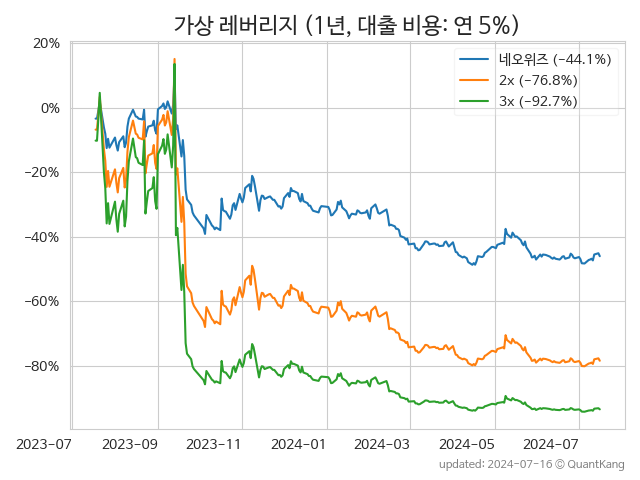 가상 레버리지 (1년, 대출 비용: 연 5%)
네오위즈 (−44.1%)
2x (−76.8%)
3x (−92.7%)
20%
0%
−20%
−40%
−60%
−80%
2023-07 2023-09 2023-11 2024-01 2024-03 2024-05 2024-07
updated: 2024-07-16 © QuantKang